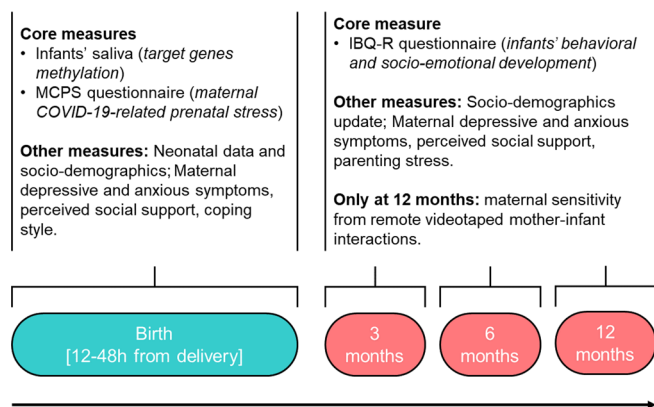 Core measures
• Infants' saliva (target genes
methylation)
• MCPS questionnaire (maternal
COVID-19-related prenatal stress)
Other measures: Neonatal data and
socio-demographics; Maternal
depressive and anxious symptoms,
perceived social support, coping
style.
Core measure
• IBQ-R questionnaire (infants' behavioral
and socio-emotional development)
Other measures: Socio-demographics
update; Maternal depressive and anxious
symptoms, perceived social support,
parenting stress.
Only at 12 months: maternal sensitivity
from remote videotaped mother-infant
interactions.
Birth
[12-48h from delivery]
3
months
6
months
12
months